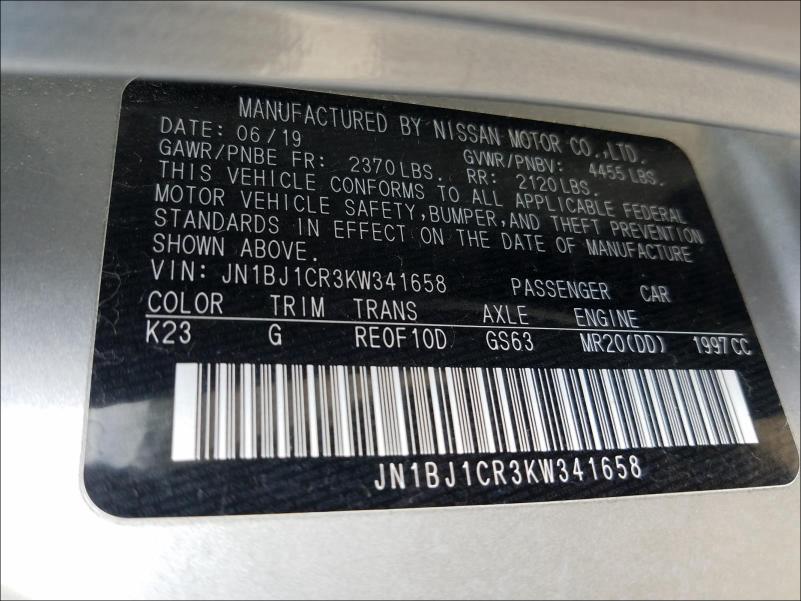 MANUFACTURED BY NISSAN MOTOR CO.,LTD.
DATE: 06/19 GVWR/PNBV: 4455 LBS.
GAWR/PNBE FR: 2370LBS. RR: 2120LBS.
THIS VEHICLE CONFORMS TO ALL APPLICABLE FEDERAL
MOTOR VEHICLE SAFETY,BUMPER,AND THEFT PREVENTION
STANDARDS IN EFFECT ON THE DATE OF MANUFACTURE
SHOWN ABOVE.
VIN: JN1BJ1CR3KW341658 PASSENGER CAR
COLOR TRIM TRANS AXLE ENGINE
K23 G RE0F10D GS63 MR20(DD) 1997CC
JN1BJ1CR3KW341658